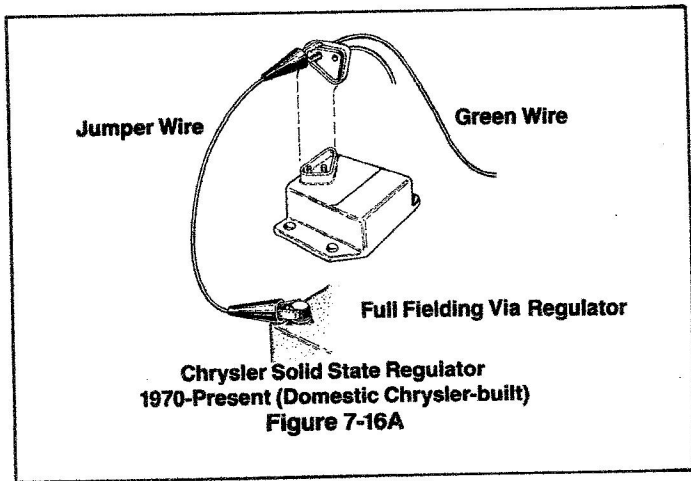 Jumper Wire
Green Wire
Full Fielding Via Regulator
Chrysler Solid State Regulator
1970-Present (Domestic Chrysler-built)
Figure 7-16A